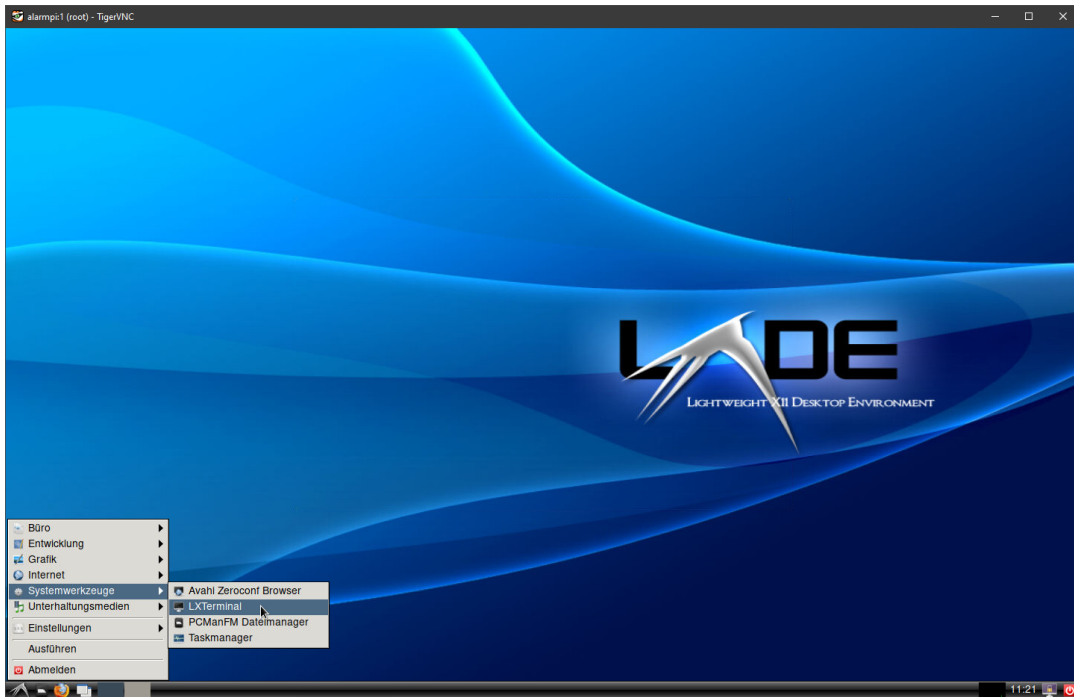 alarmpi:1 (root) - TigerVNC
LXDE
LIGHTWEIGHT X11 DESKTOP ENVIRONMENT
Büro
Entwicklung
Grafik
Internet
Systemwerkzeuge
Unterhaltungsmedien
Einstellungen
Ausführen
Abmelden
Avahi Zeroconf Browser
LXTerminal
PCManFM Dateimanager
Taskmanager
11:21